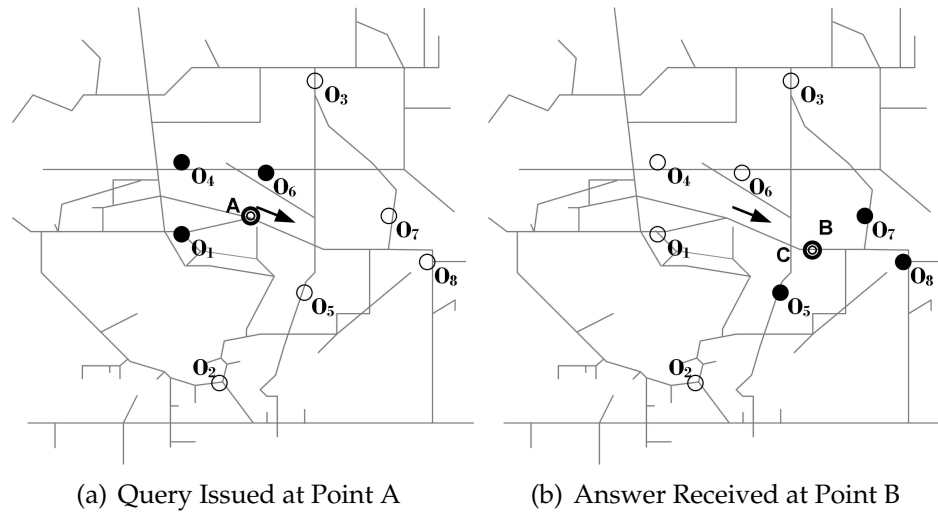 O3
O4
O6
A
O1
O7
O8
O5
O2
O3
O4
O6
O1
B
O7
C
O8
O5
O2
(a) Query Issued at Point A
(b) Answer Received at Point B